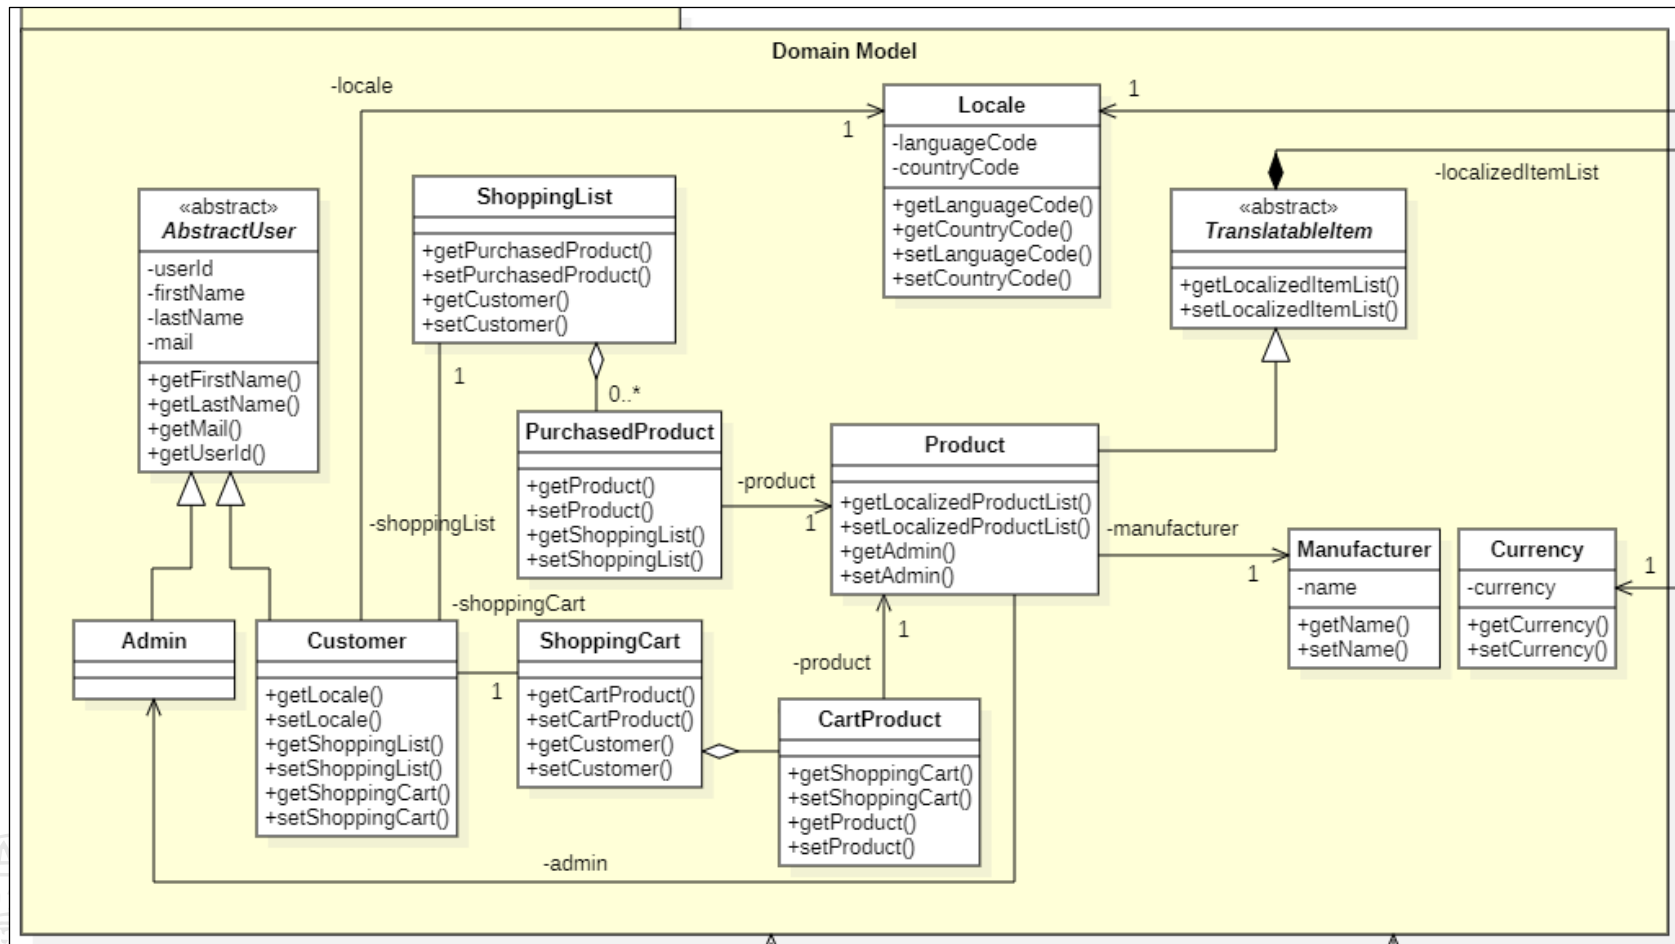 Domain Model
-locale
1
Locale
-languageCode
-countryCode
+getLanguageCode()
+getCountryCode()
+setLanguageCode()
+setCountryCode()
1
-localizedItemList
«abstract»
TranslatableItem
+getLocalizedItemList()
+setLocalizedItemList()
«abstract»
AbstractUser
-userId
-firstName
-lastName
-mail
+getFirstName()
+getLastName()
+getMail()
+getUserId()
ShoppingList
+getPurchasedProduct()
+setPurchasedProduct()
+getCustomer()
+setCustomer()
1
0..*
PurchasedProduct
+getProduct()
+setProduct()
+getShoppingList()
+setShoppingList()
-product
1
Product
+getLocalizedProductList()
+setLocalizedProductList()
+getAdmin()
+setAdmin()
-manufacturer
1
Manufacturer
-name
+getName()
+setName()
Currency
-currency
+getCurrency()
+setCurrency()
1
-shoppingList
-shoppingCart
Admin
Customer
+getLocale()
+setLocale()
+getShoppingList()
+setShoppingList()
+getShoppingCart()
+setShoppingCart()
1
ShoppingCart
+getCartProduct()
+setCartProduct()
+getCustomer()
+setCustomer()
1
-product
CartProduct
+getShoppingCart()
+setShoppingCart()
+getProduct()
+setProduct()
-admin